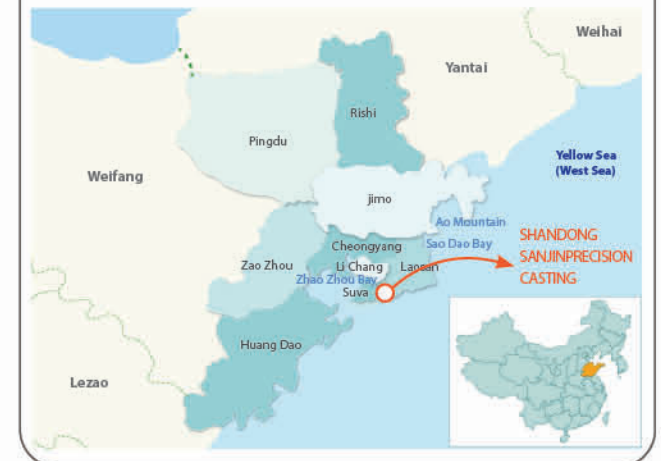 Weihai
Yantai
Rishi
Pingdu
Yellow Sea
(West Sea)
Weifang
jimo
Ao Mountain
SHANDONG
SANJINPRECISION
CASTING
Cheongyang
Sao Dao Bay
Zao Zhou
Li Chang
Laosan
Zhao Zhou Bay
Suva
Huang Dao
Lezao